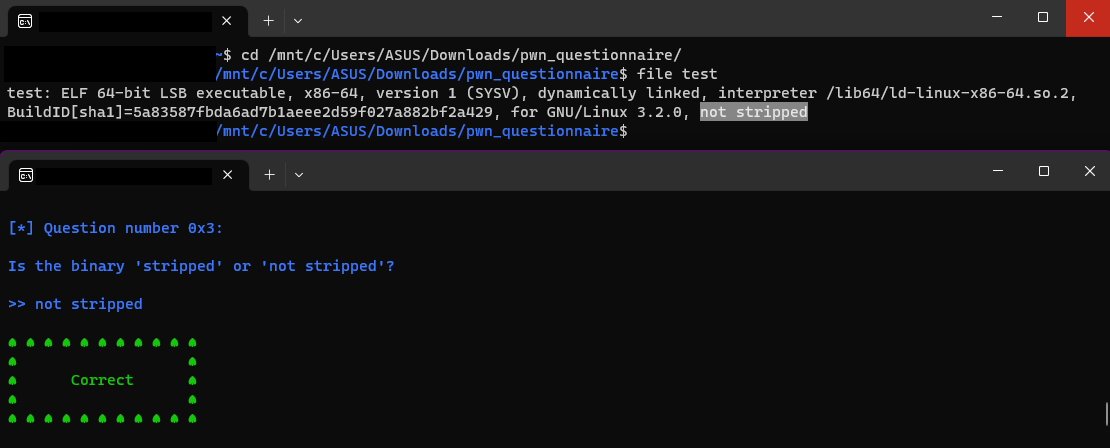 ~$ cd /mnt/c/Users/ASUS/Downloads/pwn_questionnaire/
/mnt/c/Users/ASUS/Downloads/pwn_questionnaire$ file test
test: ELF 64-bit LSB executable, x86-64, version 1 (SYSV), dynamically linked, interpreter /lib64/ld-linux-x86-64.so.2,
BuildID[sha1]=5a83587fbda6ad7b1aeee2d59f027a882bf2a429, for GNU/Linux 3.2.0, not stripped
/mnt/c/Users/ASUS/Downloads/pwn_questionnaire$
[*] Question number 0x3:
Is the binary 'stripped' or 'not stripped'?
>> not stripped
♠ ♠ ♠ ♠ ♠ ♠ ♠ ♠ ♠ ♠ ♠
♠ ♠
♠ Correct ♠
♠ ♠
♠ ♠ ♠ ♠ ♠ ♠ ♠ ♠ ♠ ♠ ♠